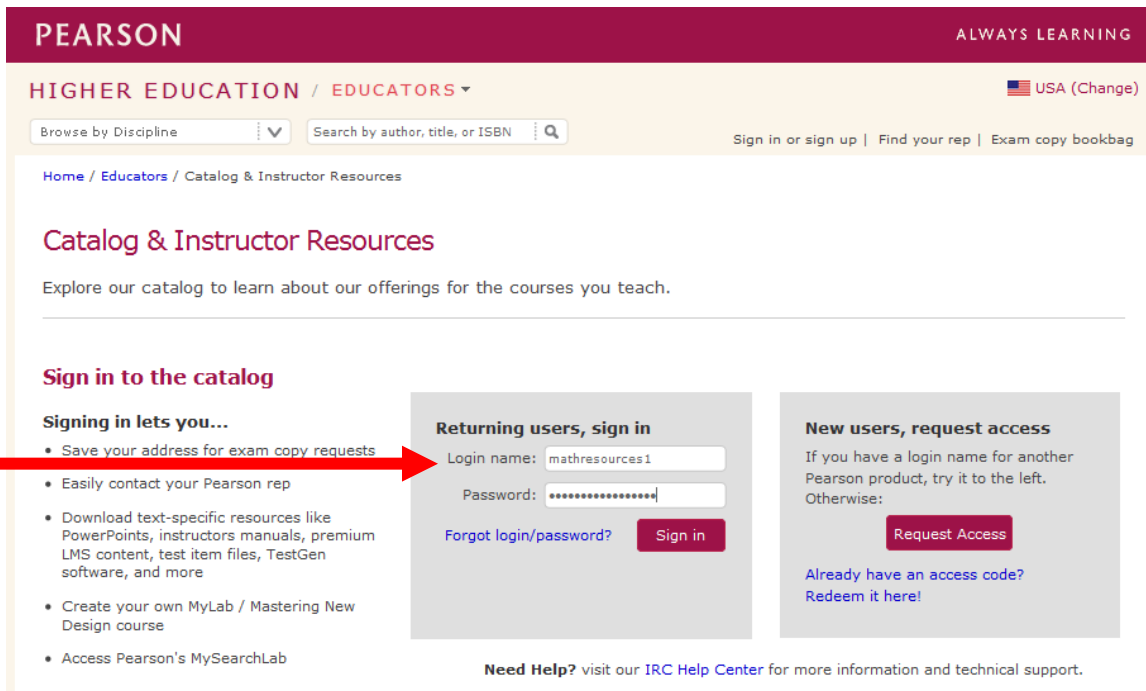 PEARSON
ALWAYS LEARNING
HIGHER EDUCATION / EDUCATORS
USA (Change)
Browse by Discipline
Search by author, title, or ISBN
Sign in or sign up | Find your rep | Exam copy bookbag
Home / Educators / Catalog & Instructor Resources
Catalog & Instructor Resources
Explore our catalog to learn about our offerings for the courses you teach.
Sign in to the catalog
Signing in lets you...
• Save your address for exam copy requests
• Easily contact your Pearson rep
• Download text-specific resources like
PowerPoints, instructors manuals, premium
LMS content, test item files, TestGen
software, and more
• Create your own MyLab / Mastering New
Design course
• Access Pearson's MySearchLab
Returning users, sign in
Login name: mathresources1
Password: •••••••••••••••••
Forgot login/password?
Sign in
New users, request access
If you have a login name for another
Pearson product, try it to the left.
Otherwise:
Request Access
Already have an access code?
Redeem it here!
Need Help? visit our IRC Help Center for more information and technical support.